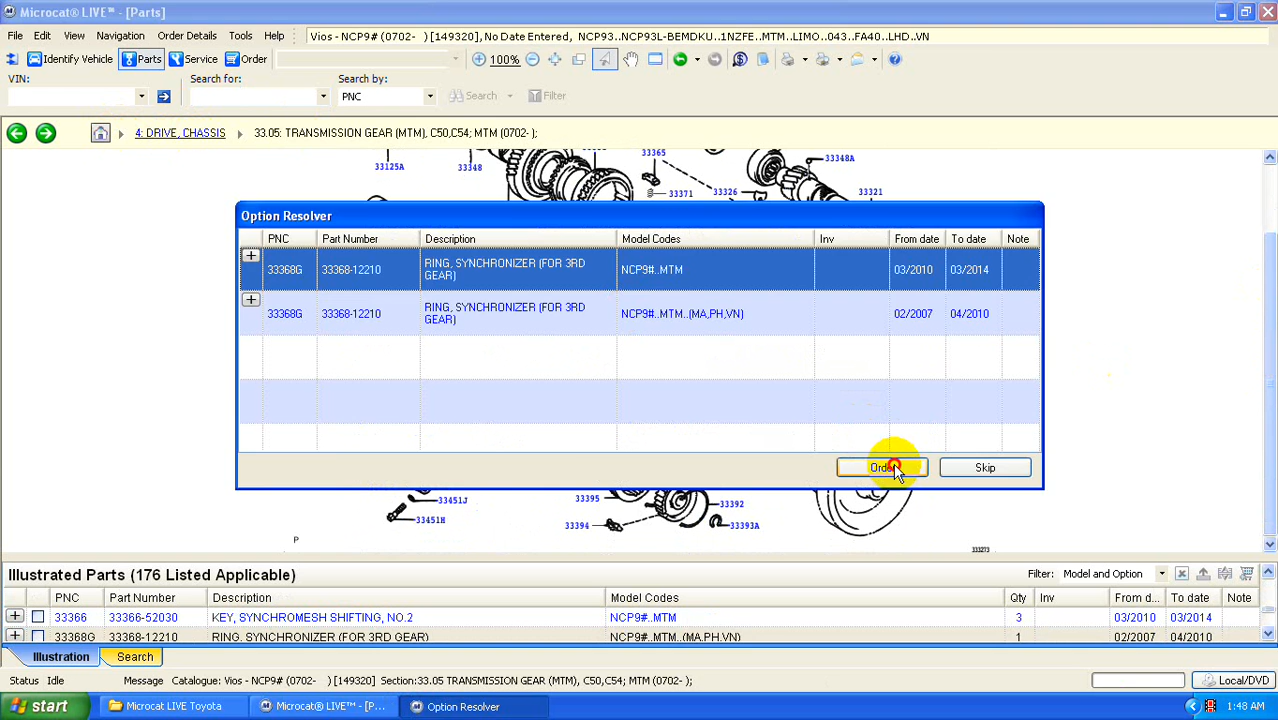 Microcat® LIVE™ - [Parts]
File Edit View Navigation Order Details Tools Help Vios - NCP9# (0702- ) [149320],No Date Entered, NCP93..NCP93L-BEMDKU..1NZFE..MTM..LIMO..043..FA40..LHD..VN
Identify Vehicle Parts Service Order 100%
VIN: Search for: Search by:
PNC Search Filter
4: DRIVE, CHASSIS 33.05: TRANSMISSION GEAR (MTM), C50,C54; MTM (0702- );
33365 33348A
33125A 33348 33371 33326 33321
Option Resolver
PNC Part Number Description Model Codes Inv From date To date Note
33368G 33368-12210 RING, SYNCHRONIZER (FOR 3RD GEAR) NCP9#..MTM 03/2010 03/2014
33368G 33368-12210 RING, SYNCHRONIZER (FOR 3RD GEAR) NCP9#..MTM..(MA,PH,VN) 02/2007 04/2010
Skip
33451J 33395 33392
33451H 33394 33393A
P 333273
Illustrated Parts (176 Listed Applicable) Filter: Model and Option
PNC Part Number Description Model Codes Qty Inv From d... To date Note
33366 33366-52030 KEY, SYNCHROMESH SHIFTING, NO.2 NCP9#..MTM 3 03/2010 03/2014
33368G 33368-12210 RING, SYNCHRONIZER (FOR 3RD GEAR) NCP9#..MTM..(MA,PH,VN) 1 02/2007 04/2010
Illustration Search
Status Idle Message Catalogue: Vios - NCP9# (0702- ) [149320] Section:33.05 TRANSMISSION GEAR (MTM), C50,C54; MTM (0702- ); Local/DVD
start Microcat LIVE Toyota Microcat® LIVE™ - [P... Option Resolver 1:48 AM